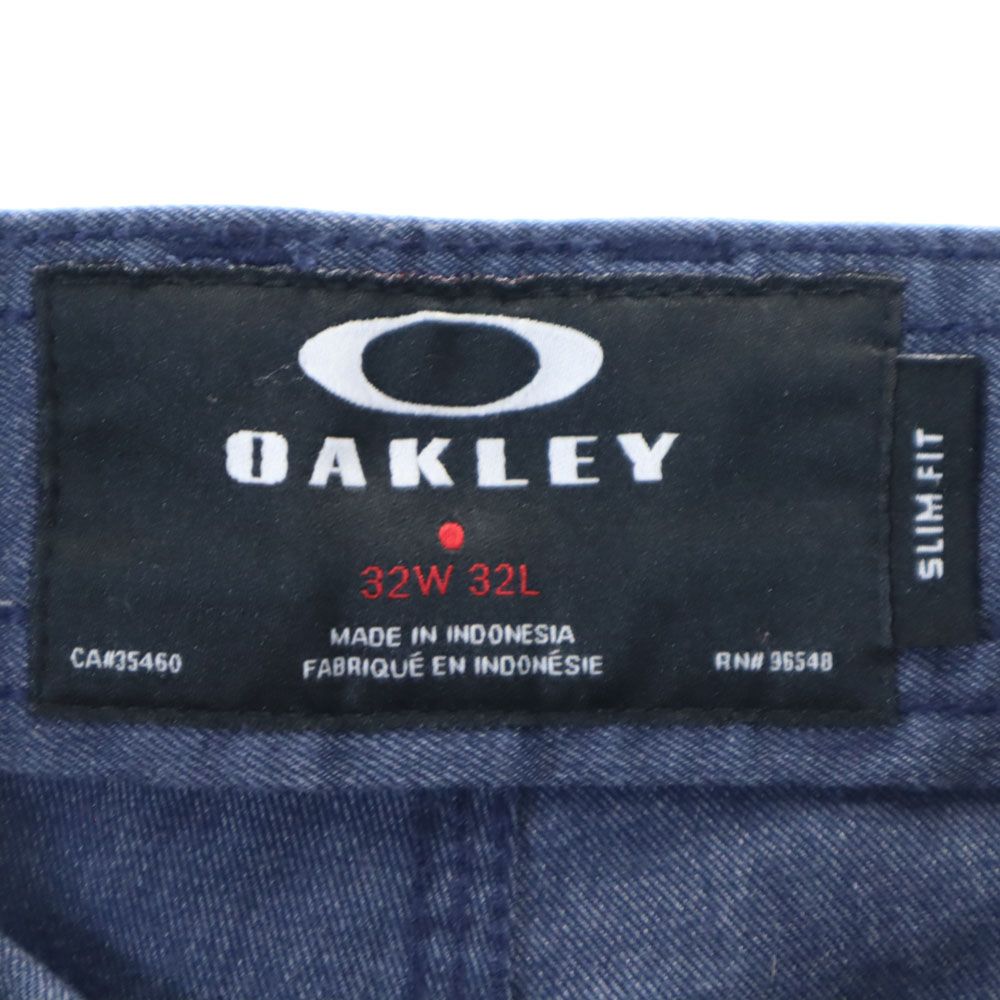 OAKLEY
32W 32L
MADE IN INDONESIA
FABRIQUÉ EN INDONÉSIE
CA#35460
RN# 96548
SLIM FIT